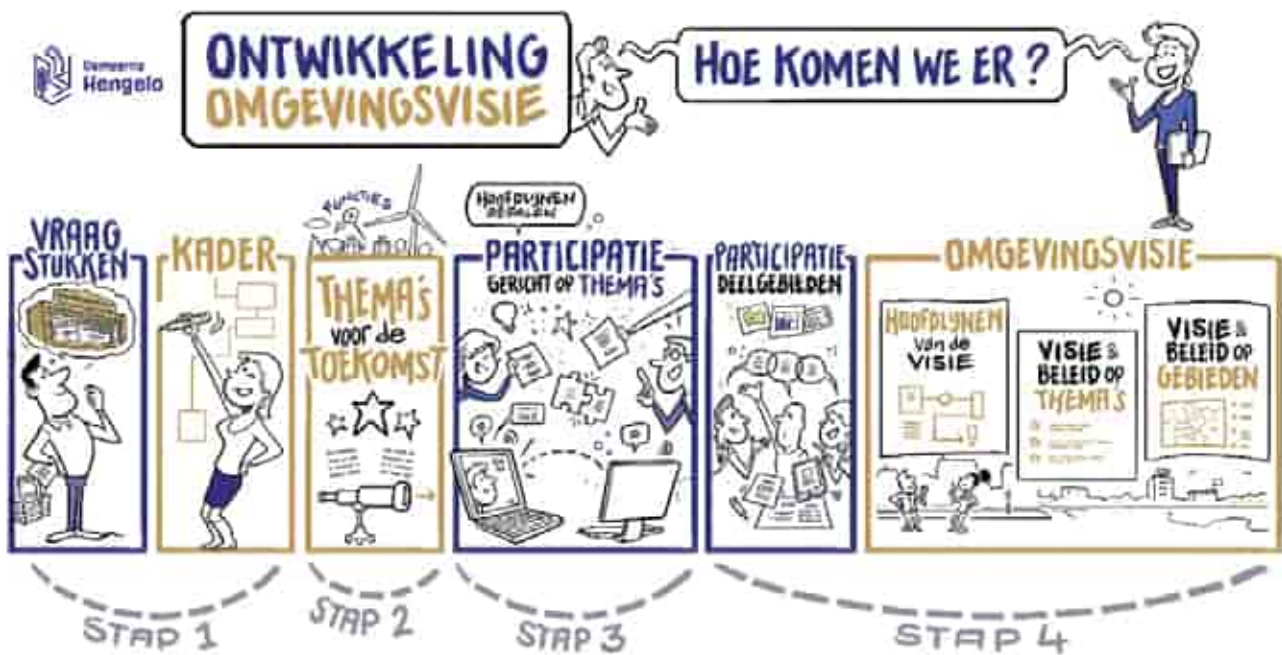 Gemeente
Hengelo
ONTWIKKELING
OMGEVINGSVISIE
HOE KOMEN WE ER?
VRAAG
STUKKEN
KADER
FUNCTIES
THEMA'S
voor de
TOEKOMST
HOOFDLIJNEN
BEPALEN
PARTICIPATIE
GERICHT OP THEMA'S
PARTICIPATIE
DEELGEBIEDEN
OMGEVINGSVISIE
HOOFDLIJNEN
van de
VISIE
VISIE &
BELEID OP
THEMA'S
VISIE &
BELEID OP
GEBIEDEN
STAP 1
STAP 2
STAP 3
STAP 4